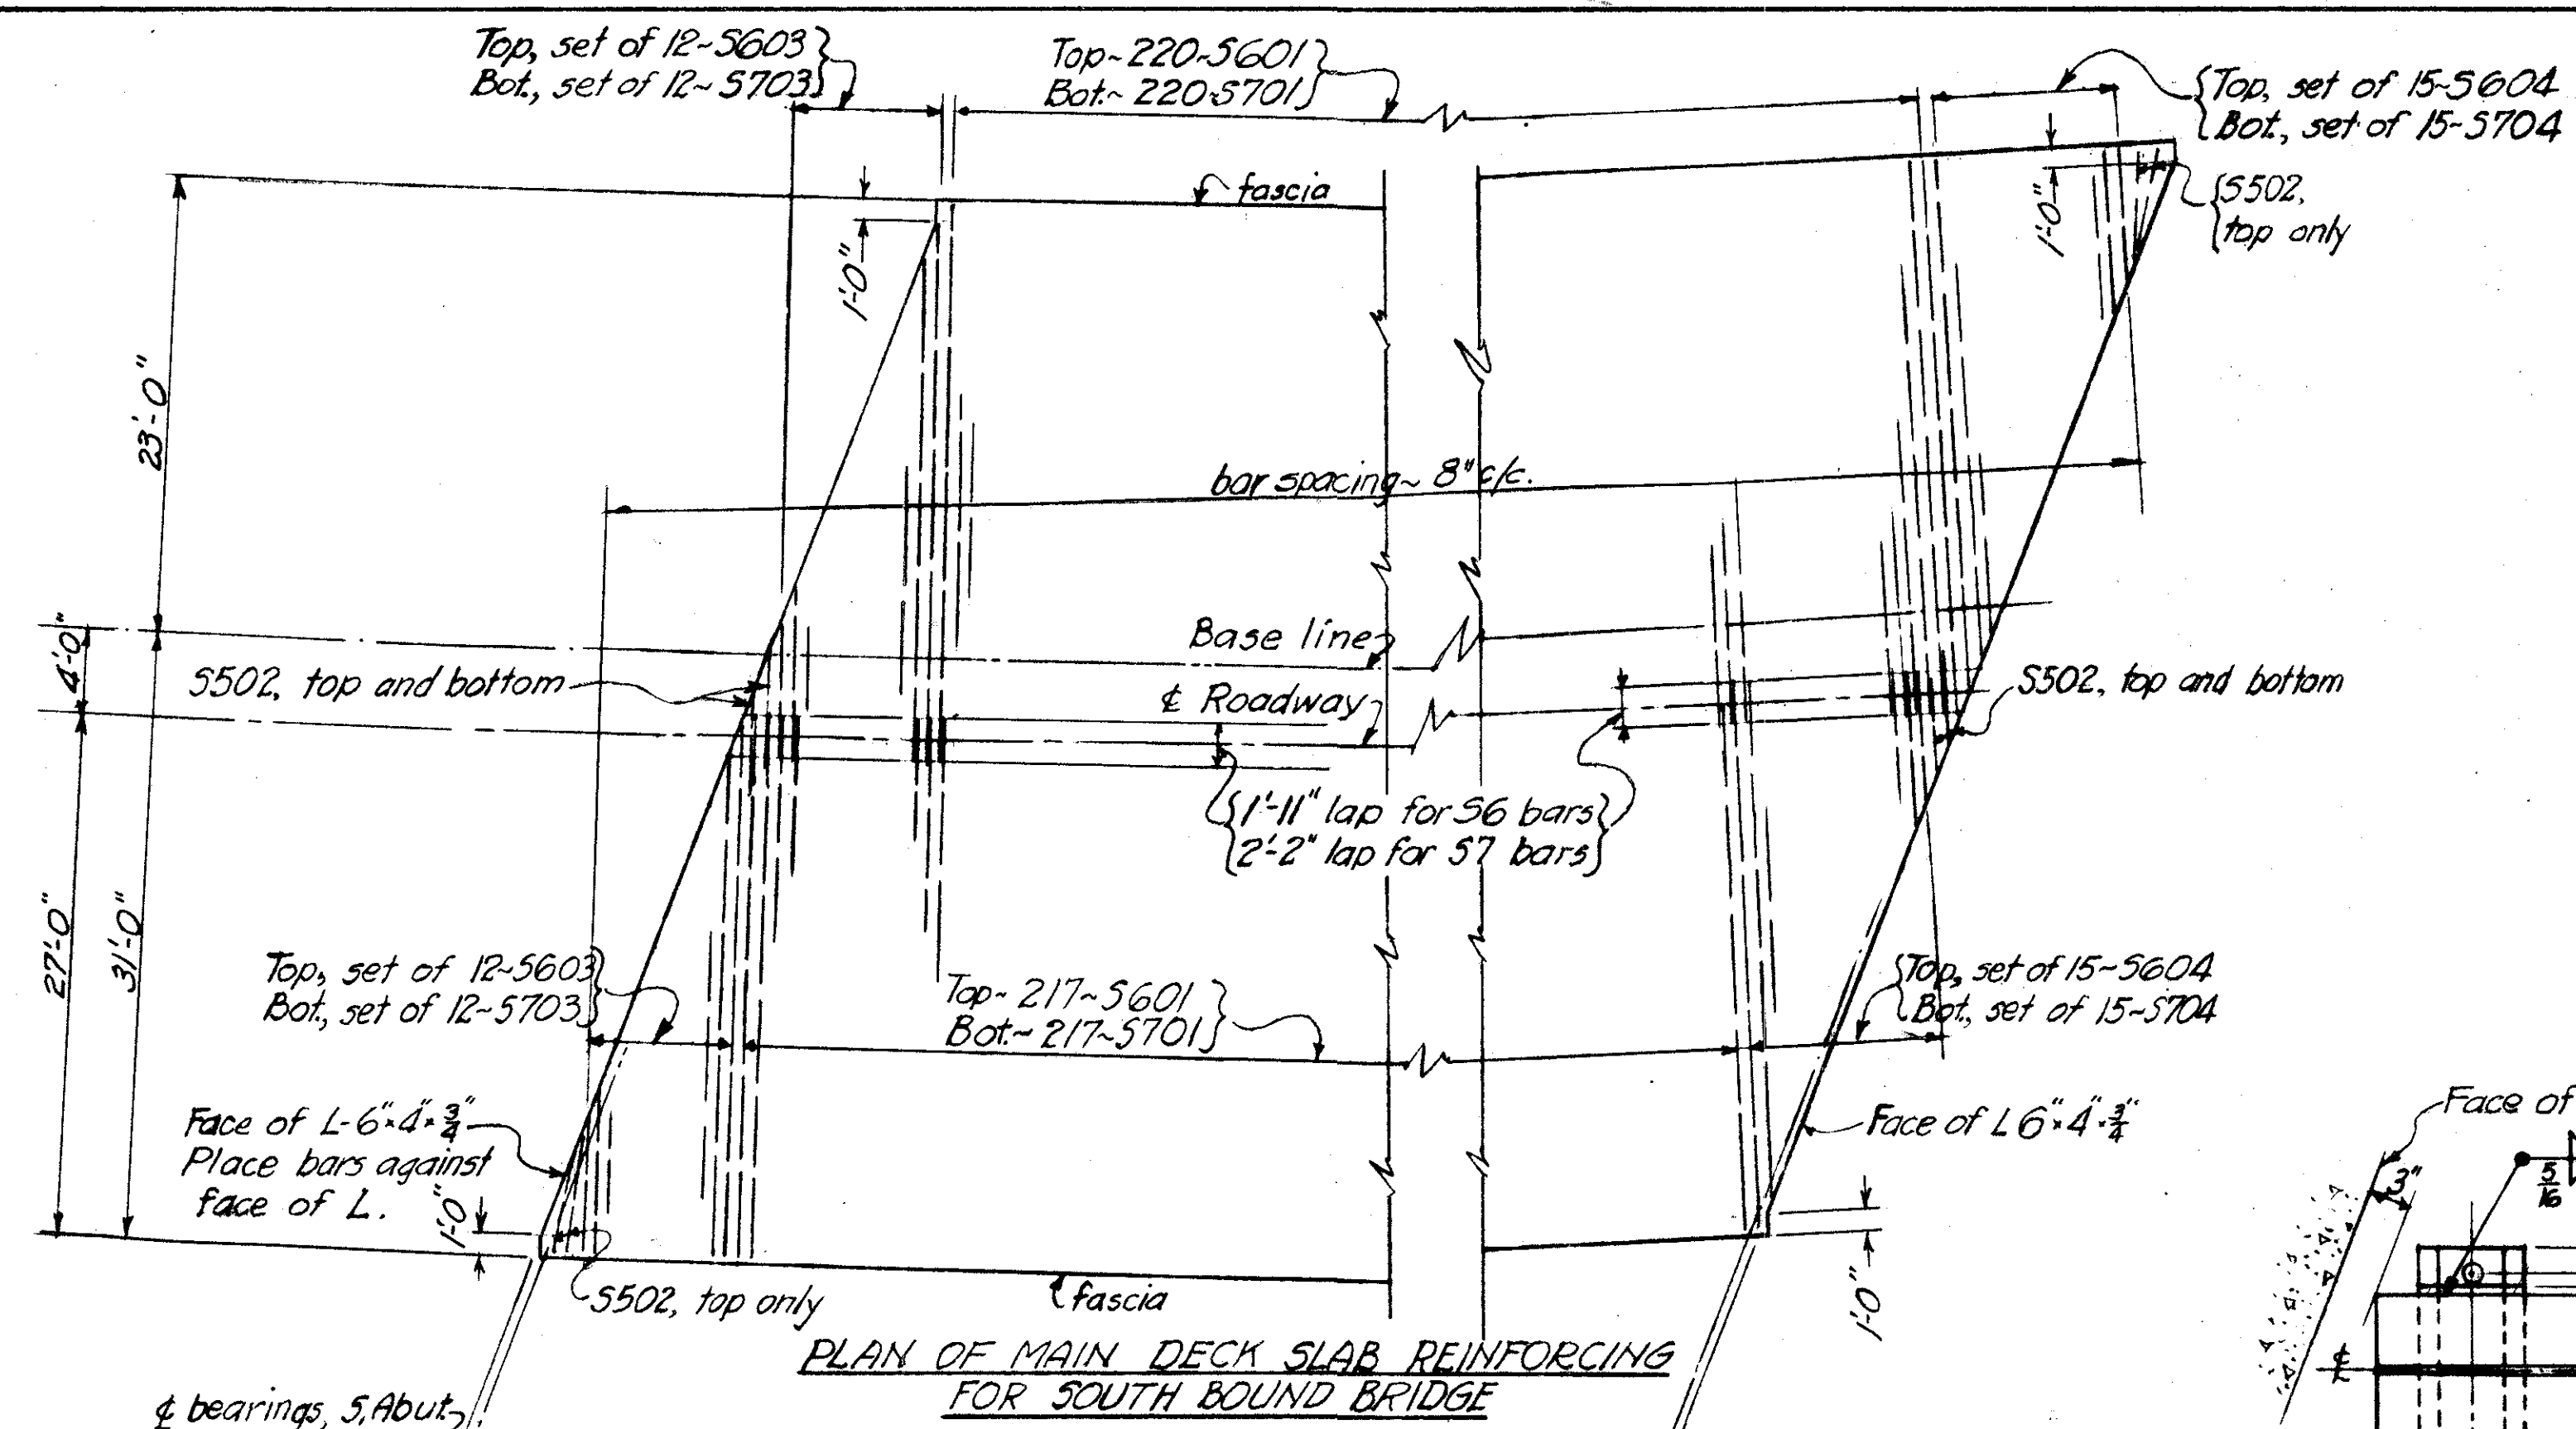 Top, set of 12~S603
Bot., set of 12~S703
Top~220~S601
Bot.~220~S701
Top, set of 15~S604
Bot., set of 15~S704
1'-0"
fascia
1'-0"
S502,
top only
23'-0"
bar spacing~ 8" c/c.
4'-0"
Base line
S502, top and bottom
℄ Roadway
S502, top and bottom
1'-11" lap for S6 bars
2'-2" lap for S7 bars
27'-0"
31'-0"
Top, set of 12~S603
Bot., set of 12~S703
Top~ 217~S601
Bot.~ 217~S701
Top, set of 15~S604
Bot., set of 15~S704
Face of L-6"x4"x3/4"
Place bars against
face of L.
1'-0"
Face of L 6"x4"x3/4"
Face of
3"
5/16
S502, top only
fascia
1'-0"
PLAN OF MAIN DECK SLAB REINFORCING
FOR SOUTH BOUND BRIDGE
℄
℄ bearings, S. Abut.